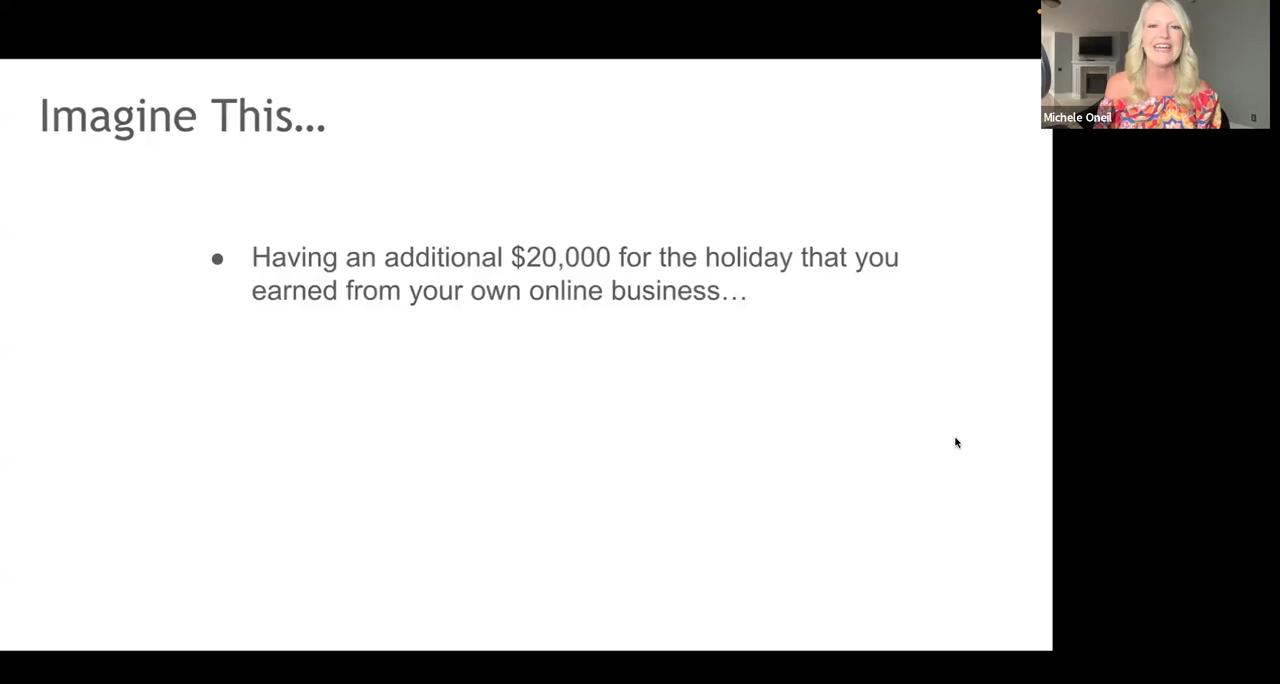 Imagine This...
● Having an additional $20,000 for the holiday that you
earned from your own online business…
Michele Oneil